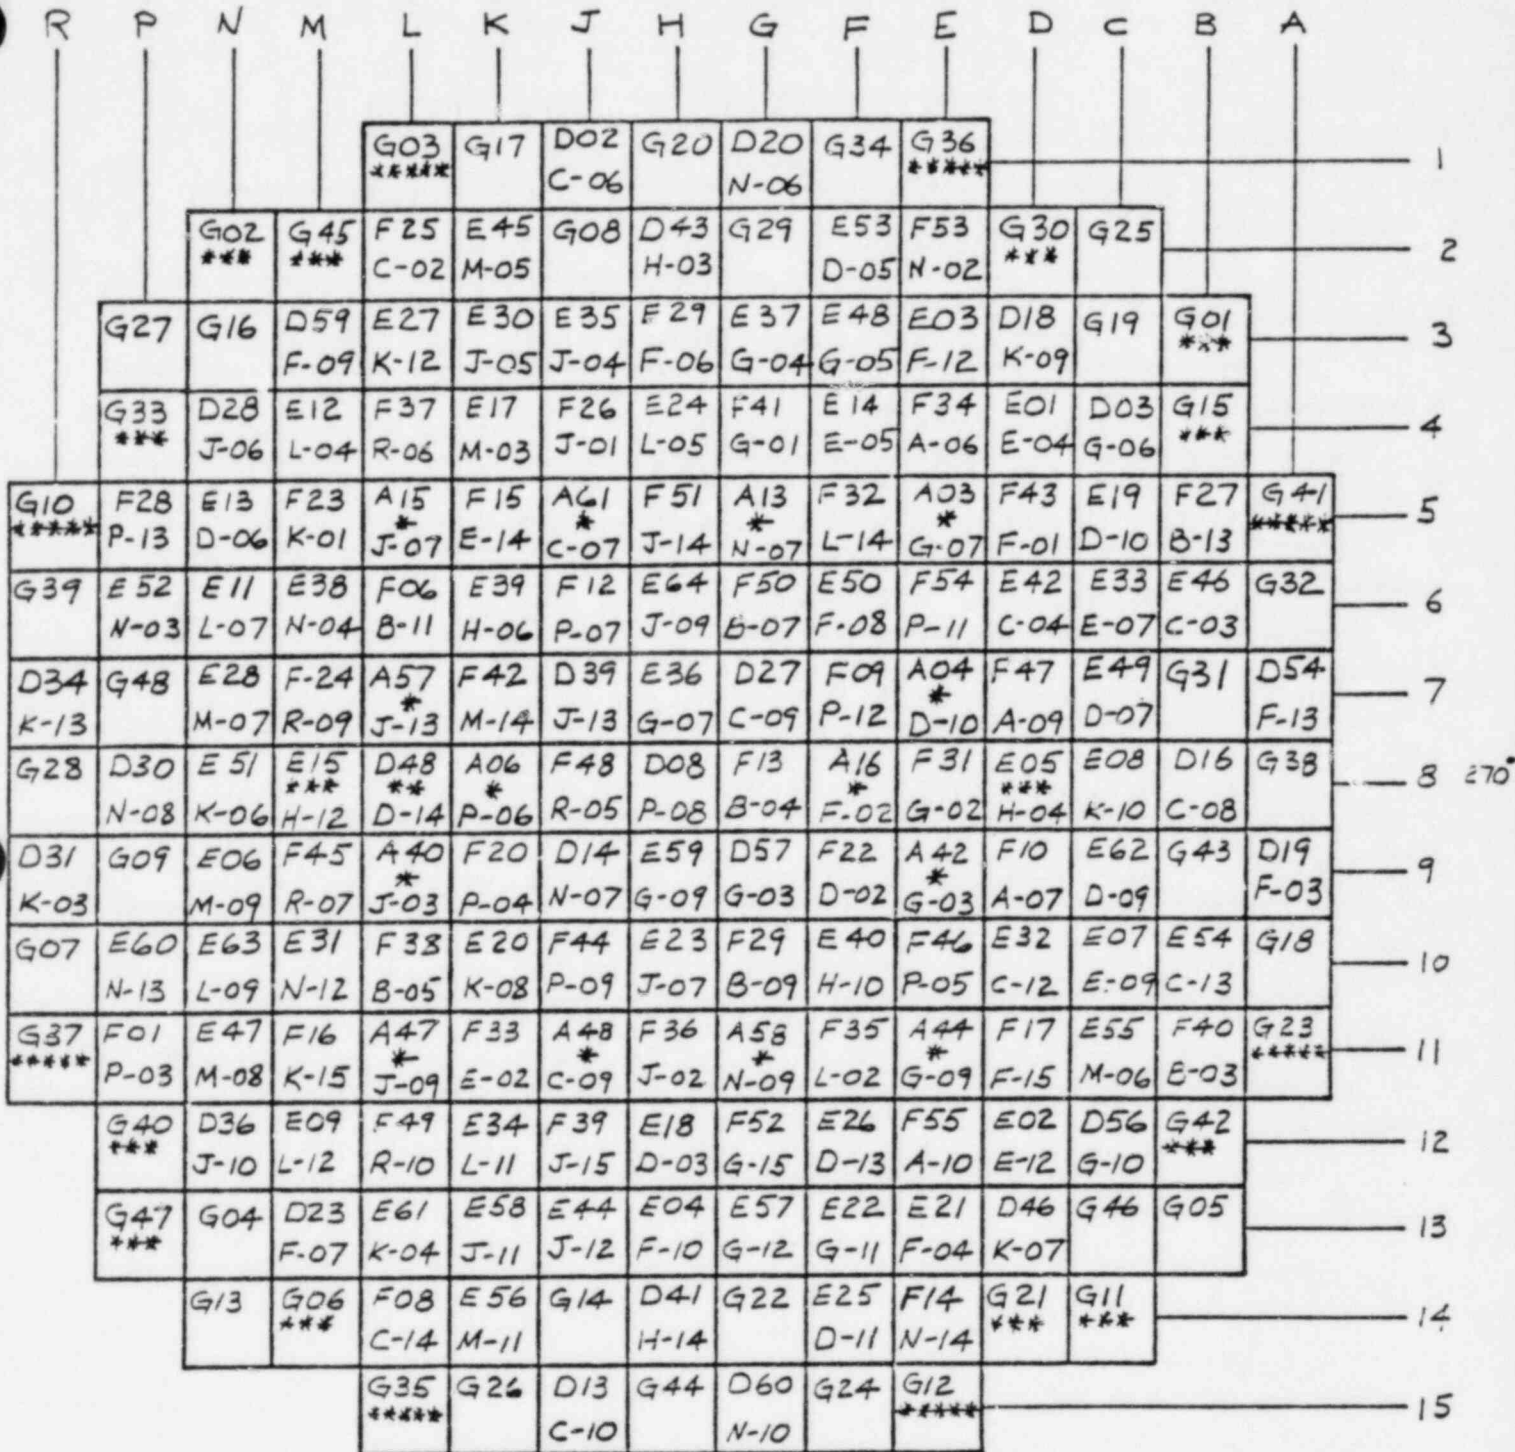 R P N M L K J H G F E D C B A
G03 G17 D02 G20 D20 G34 G36 1
***** *****
C-06 N-06
G02 G45 F25 E45 G08 D43 G29 E53 F53 G30 G25 2
*** *** ***
C-02 M-05 H-03 D-05 N-02
G27 G16 D59 E27 E30 E35 F29 E37 E48 E03 D18 G19 G01 3
***
F-09 K-12 J-05 J-04 F-06 G-04 G-05 F-12 K-09
G33 D28 E12 F37 E17 F26 E24 F41 E14 F34 E01 D03 G15 4
*** ***
J-06 L-04 R-06 M-03 J-01 L-05 G-01 E-05 A-06 E-04 G-06
G10 F28 E13 F23 A15 F15 A61 F51 A13 F32 A03 F43 E19 F27 G41 5
***** * * * * *****
P-13 D-06 K-01 J-07 E-14 C-07 J-14 N-07 L-14 G-07 F-01 D-10 B-13
G39 E52 E11 E38 F06 E39 F12 E64 F50 E50 F54 E42 E33 E46 G32 6
N-03 L-07 N-04 B-11 H-06 P-07 J-09 B-07 F-08 P-11 C-04 E-07 C-03
D34 G48 E28 F-24 A57 F42 D39 E36 D27 F09 A04 F47 E49 G31 D54 7
* *
K-13 M-07 R-09 J-13 M-14 J-13 G-07 C-09 P-12 D-10 A-09 D-07 F-13
G28 D30 E51 E15 D48 A06 F48 D08 F13 A16 F31 E05 E08 D16 G38 8 270°
*** ** * * ***
N-08 K-06 H-12 D-14 P-06 R-05 P-08 B-04 F-02 G-02 H-04 K-10 C-08
D31 G09 E06 F45 A40 F20 D14 E59 D57 F22 A42 F10 E62 G43 D19 9
* *
K-03 M-09 R-07 J-03 P-04 N-07 G-09 G-03 D-02 G-03 A-07 D-09 F-03
G07 E60 E63 E31 F38 E20 F44 E23 F29 E40 F46 E32 E07 E54 G18 10
N-13 L-09 N-12 B-05 K-08 P-09 J-07 B-09 H-10 P-05 C-12 E-09 C-13
G37 F01 E47 F16 A47 F33 A48 F36 A58 F35 A44 F17 E55 F40 G23 11
***** * * * * *****
P-03 M-08 K-15 J-09 E-02 C-09 J-02 N-09 L-02 G-09 F-15 M-06 B-03
G40 D36 E09 F49 E34 F39 E18 F52 E26 F55 E02 D56 G42 12
*** ***
J-10 L-12 R-10 L-11 J-15 D-03 G-15 D-13 A-10 E-12 G-10
G47 G04 D23 E61 E58 E44 E04 E57 E22 E21 D46 G46 G05 13
***
F-07 K-04 J-11 J-12 F-10 G-12 G-11 F-04 K-07
G13 G06 F08 E56 G14 D41 G22 E25 F14 G21 G11 14
*** *** ***
C-14 M-11 H-14 D-11 N-14
G35 G26 D13 G44 D60 G24 G12 15
***** *****
C-10 N-10